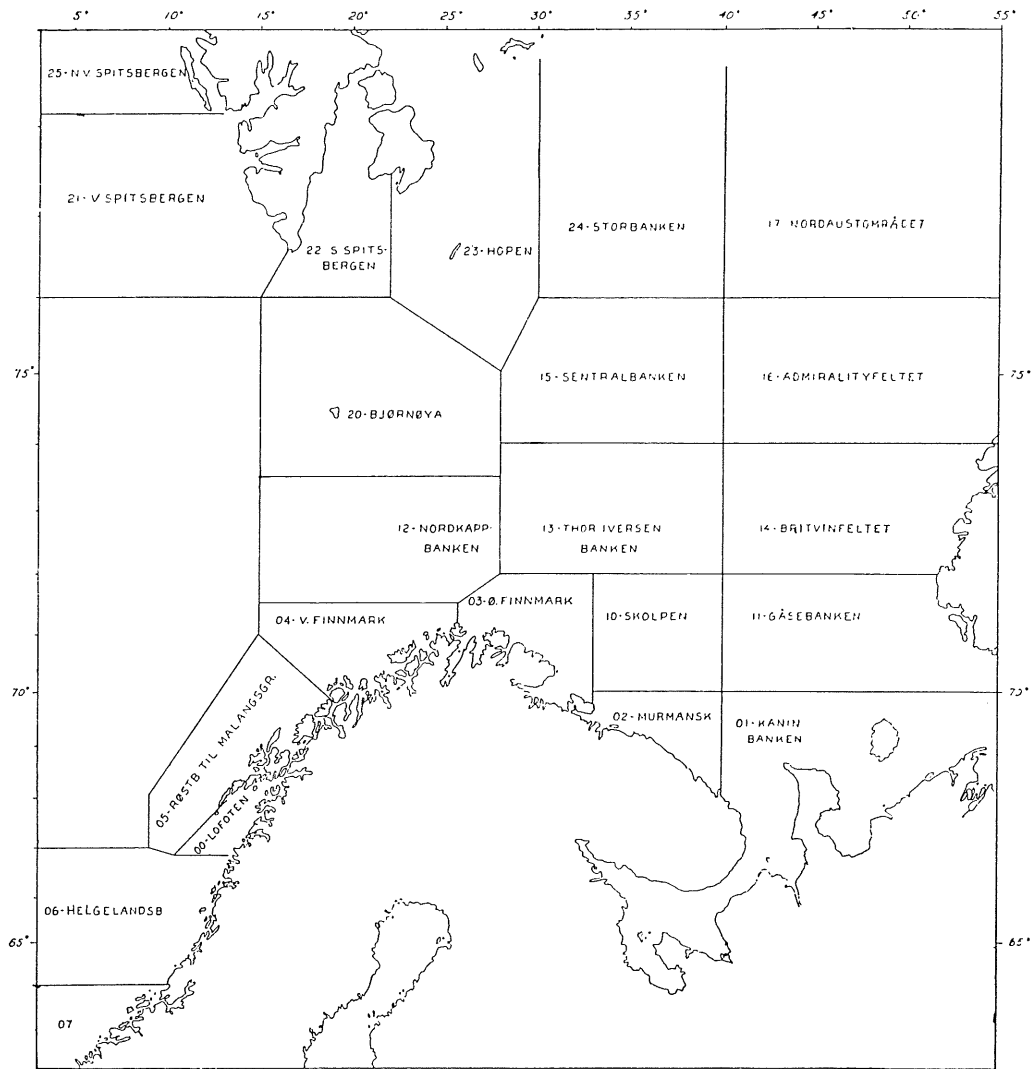 5° 10° 15° 20° 25° 30° 35° 40° 45° 50° 55°
25-NV SPITSBERGEN
21-V SPITSBERGEN
22 S SPITS-
BERGEN
23-HOPEN
24-STORBANKEN
17 NORDAUSTOMRÅDET
75° 75°
15-SENTRALBANKEN
16-ADMIRALITYFELTET
20-BJØRNØYA
12-NORDKAPP-
BANKEN
13-THOR IVERSEN
BANKEN
14-BRITVINFELTET
04-V. FINNMARK
03-Ø. FINNMARK
10-SKOLPEN
11-GÅSEBANKEN
70° 70°
05-RØSTB TIL MALANGSGR.
00-LOFOTEN
02-MURMANSK
01-KANIN
BANKEN
06-HELGELANDSB
65° 65°
07